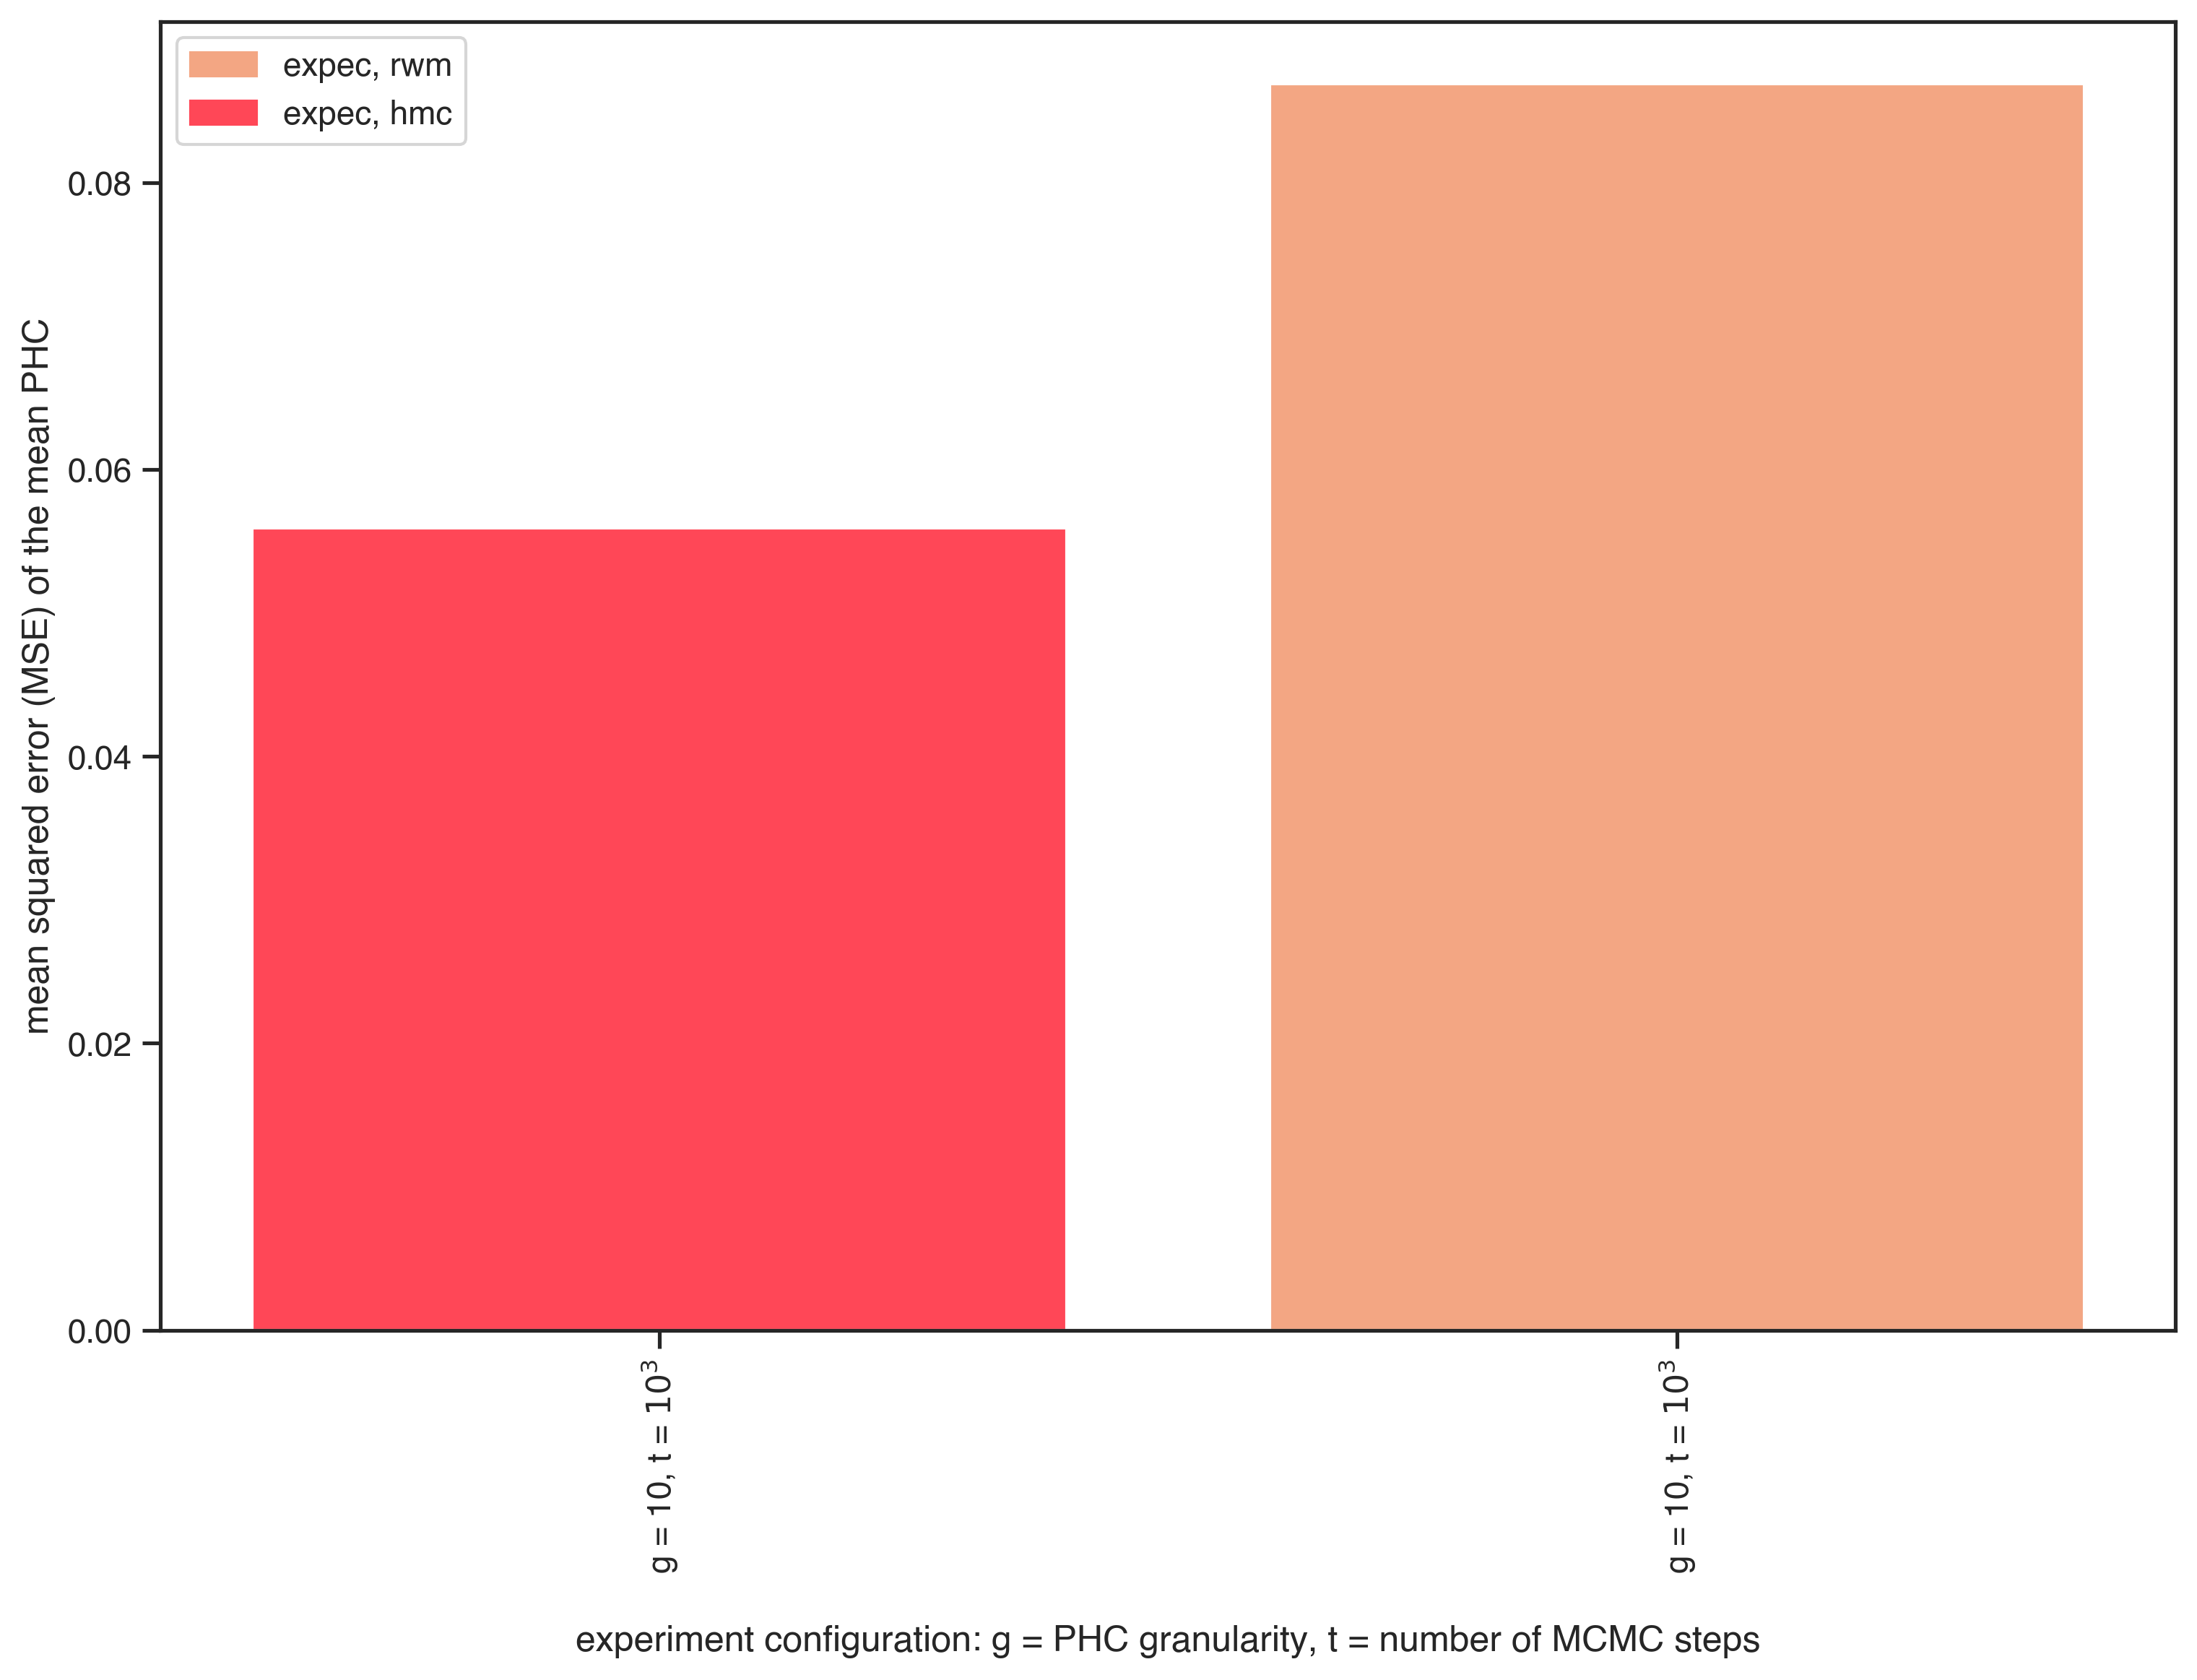 expec, rwm
expec, hmc
mean squared error (MSE) of the mean PHC
0.08
0.06
0.04
0.02
0.00
g = 10, t = 10³
g = 10, t = 10³
experiment configuration: g = PHC granularity, t = number of MCMC steps